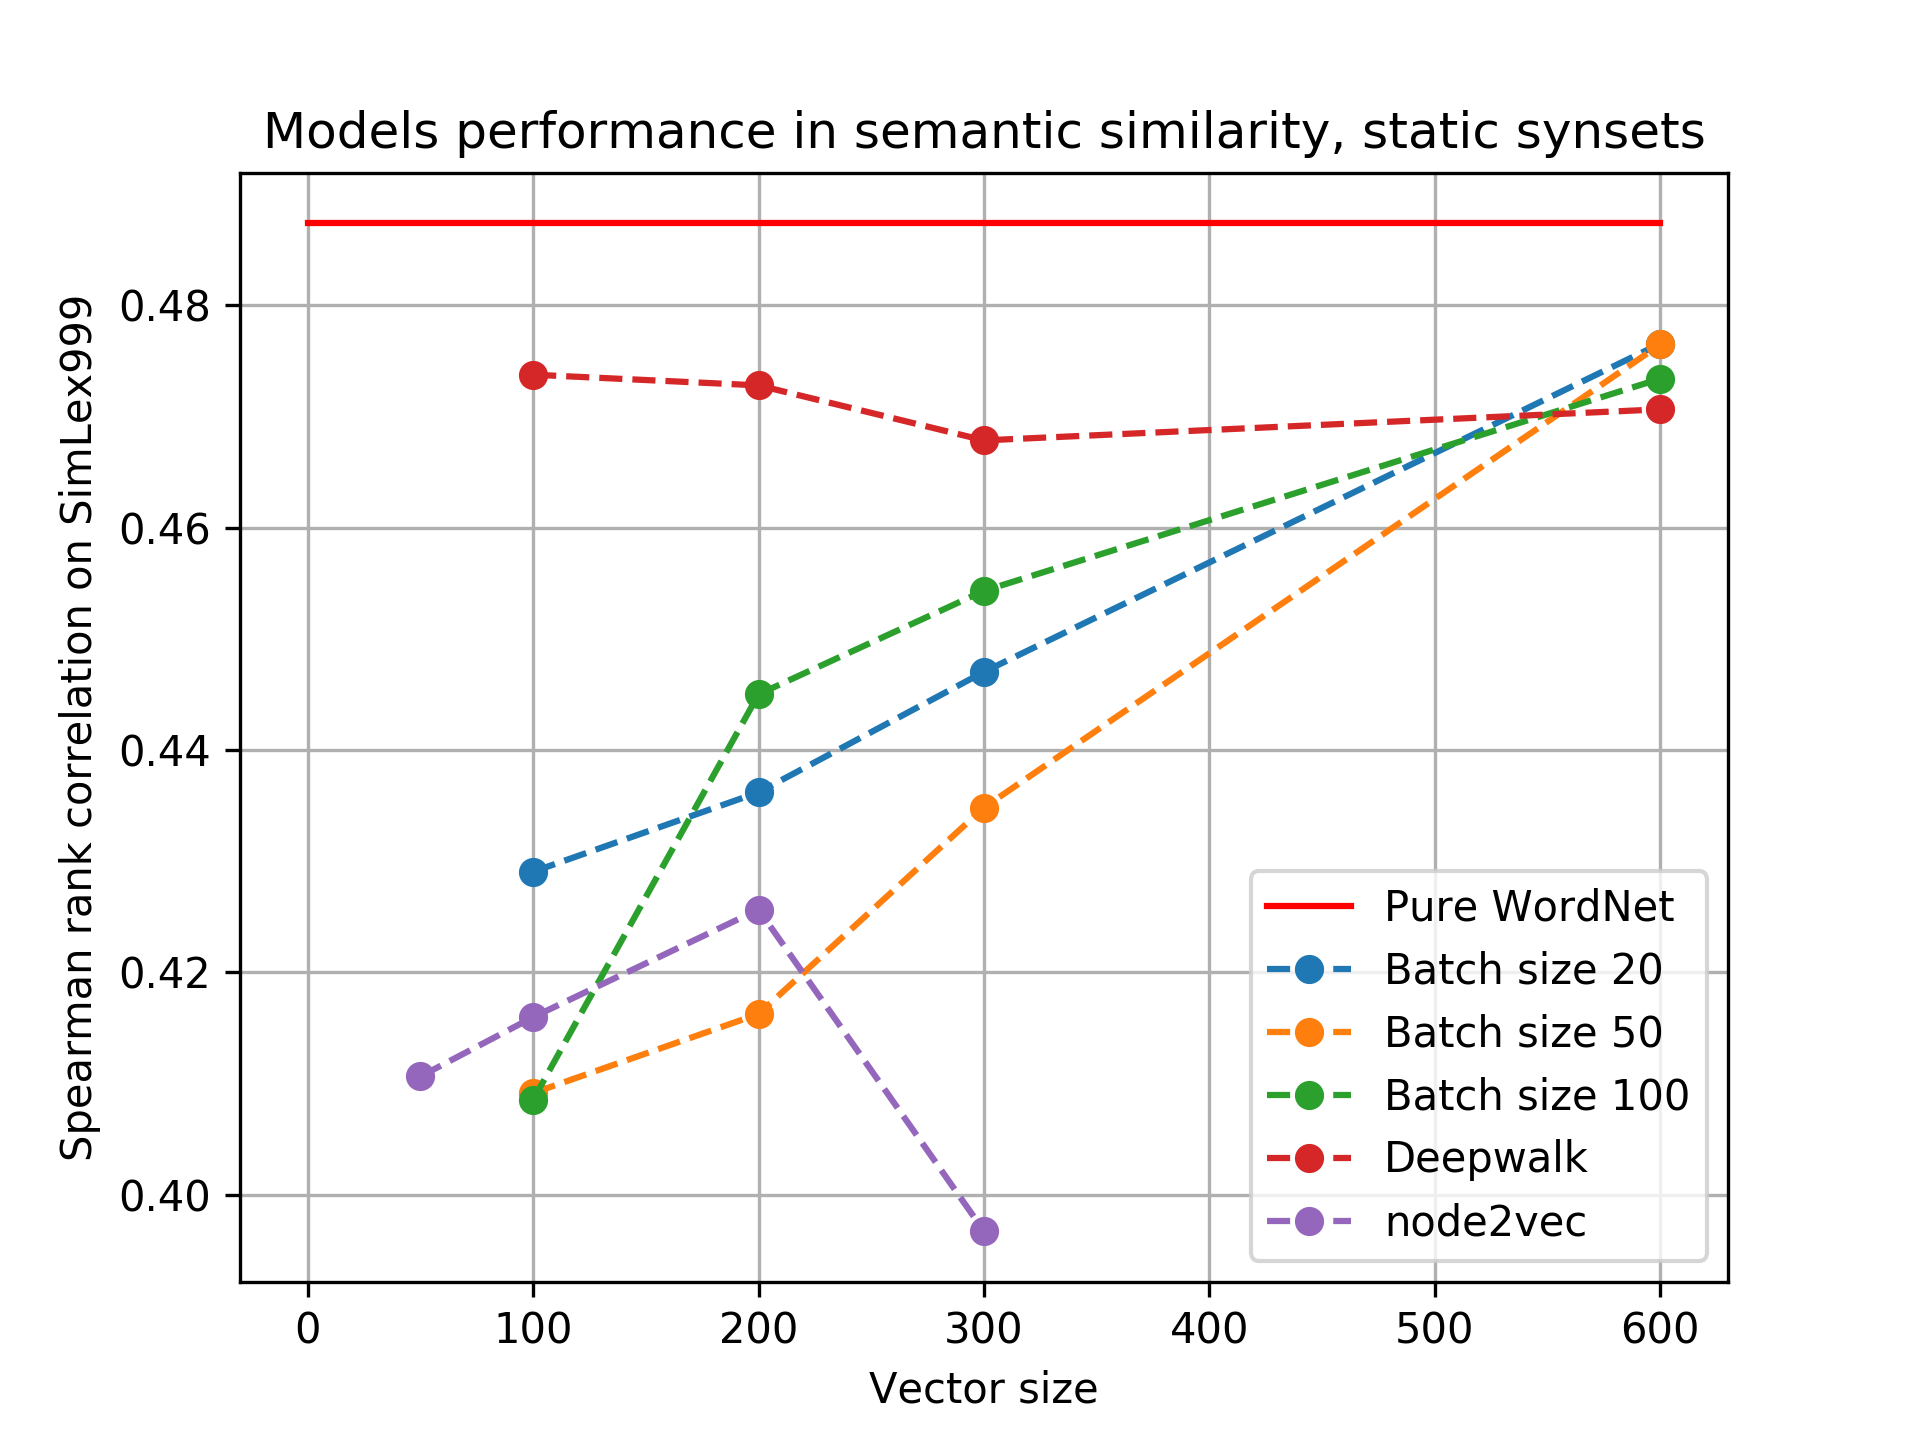 Models performance in semantic similarity, static synsets
Spearman rank correlation on SimLex999
0.48
0.46
0.44
0.42
0.40
0 100 200 300 400 500 600
Vector size
Pure WordNet
Batch size 20
Batch size 50
Batch size 100
Deepwalk
node2vec